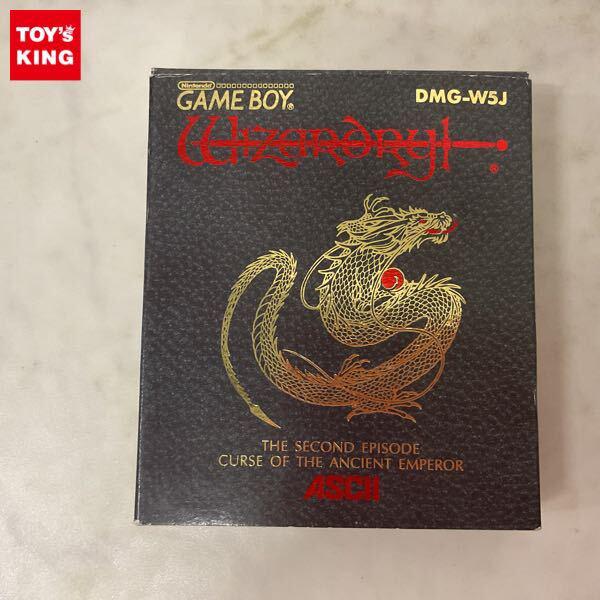 TOY'S
KING
Nintendo
GAME BOY®
DMG-W5J
Wizardry®
THE SECOND EPISODE
CURSE OF THE ANCIENT EMPEROR
ASCII